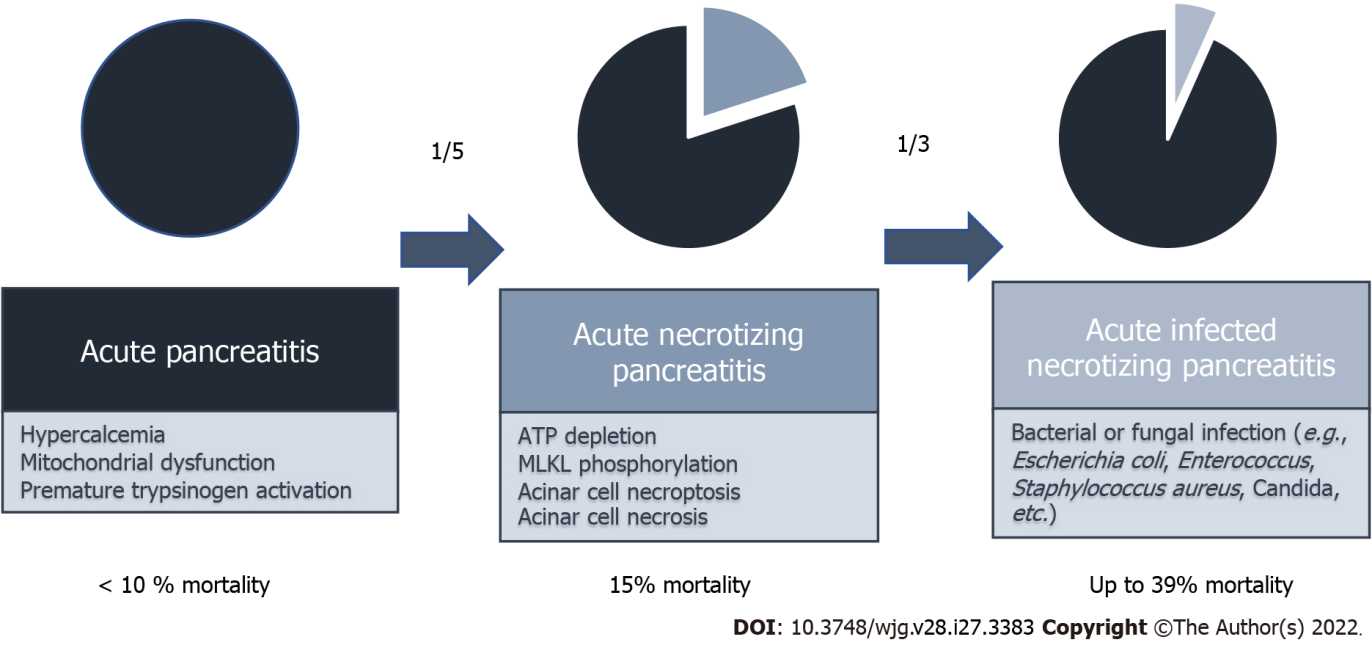 1/5
1/3
Acute pancreatitis
Hypercalcemia
Mitochondrial dysfunction
Premature trypsinogen activation
< 10 % mortality
Acute necrotizing
pancreatitis
ATP depletion
MLKL phosphorylation
Acinar cell necroptosis
Acinar cell necrosis
15% mortality
Acute infected
necrotizing pancreatitis
Bacterial or fungal infection (e.g.,
Escherichia coli, Enterococcus,
Staphylococcus aureus, Candida,
etc.)
Up to 39% mortality
DOI: 10.3748/wjg.v28.i27.3383 Copyright ©The Author(s) 2022.